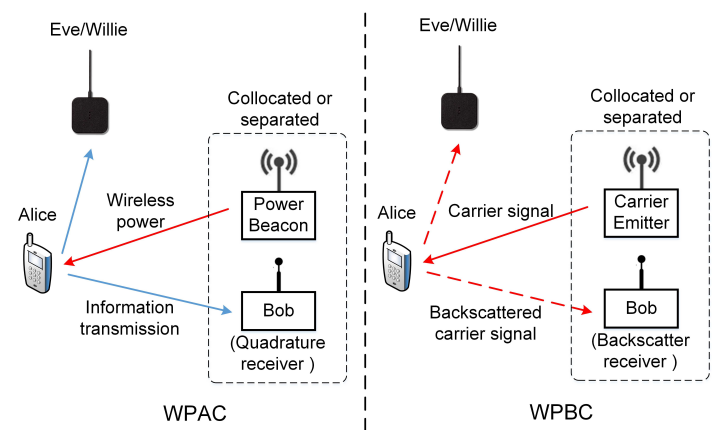 Eve/Willie
Collocated or
separated
Wireless
power
Power
Beacon
Alice
Information
transmission
Bob
(Quadrature
receiver )
WPAC
Eve/Willie
Collocated or
separated
Carrier signal
Carrier
Emitter
Alice
Backscattered
carrier signal
Bob
(Backscatter
receiver )
WPBC